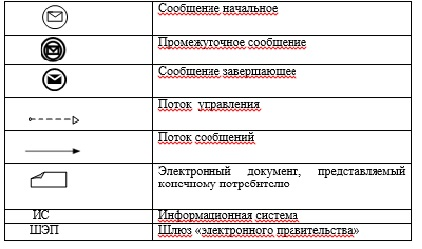 Сообщение начальное
Промежуточное сообщение
Сообщение завершающее
Поток управления
Поток сообщений
Электронный документ, представляемый
конечному потребителю
ИС Информационная система
ШЭП Шлюз «электронного правительства»